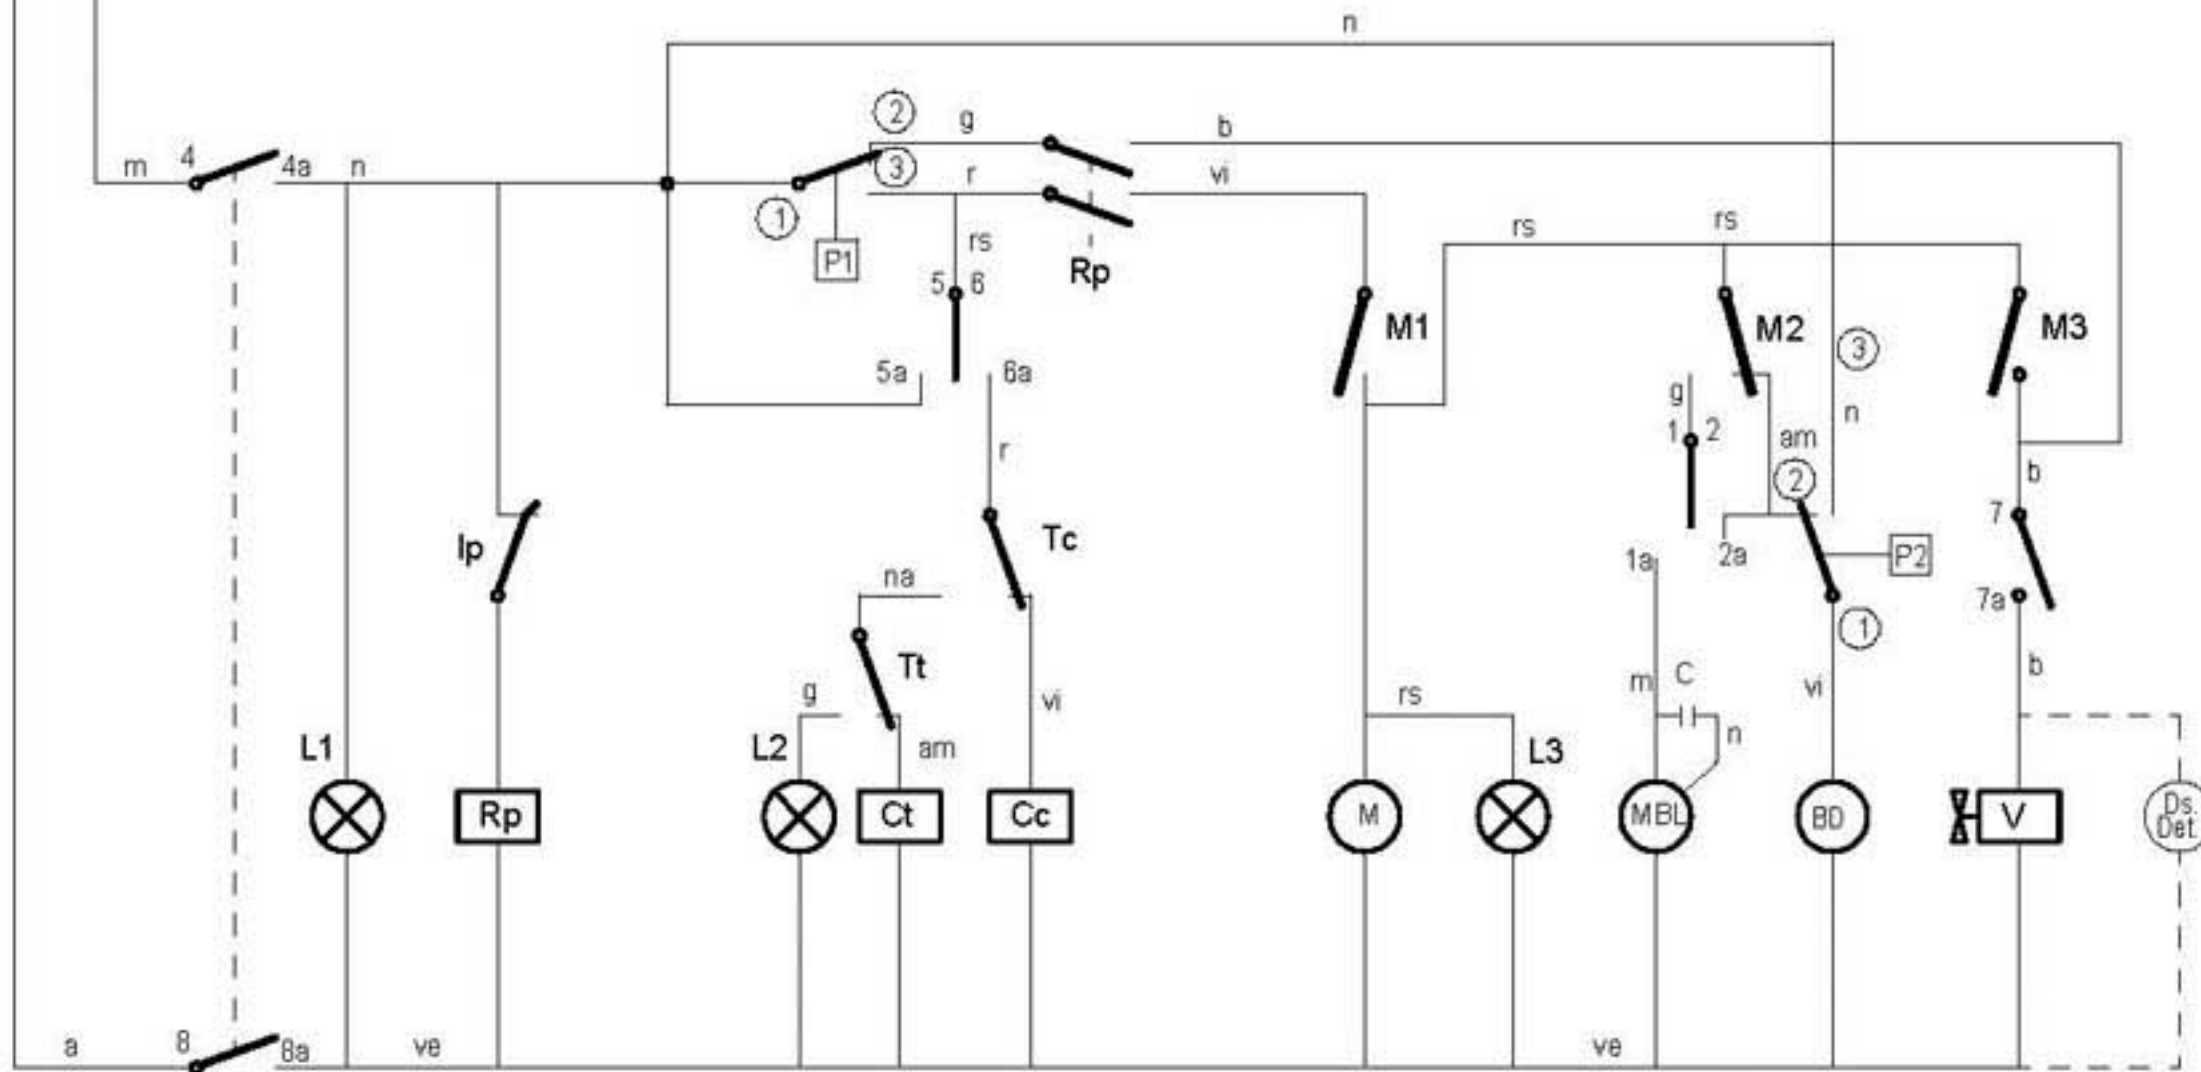 n
2
g
b
m
4
4a
n
3
r
vi
1
P1
rs
rs
rs
5
6
Rp
M1
M2
3
M3
5a
6a
g
n
1
2
am
r
2
b
7
Ip
Tc
1a
2a
P2
na
7a
1
Tt
g
vi
rs
m
C
vi
b
L1
L2
am
n
L3
Rp
Ct
Cc
M
MBL
BD
V
Ds.
Det.
a
8
8a
ve
ve